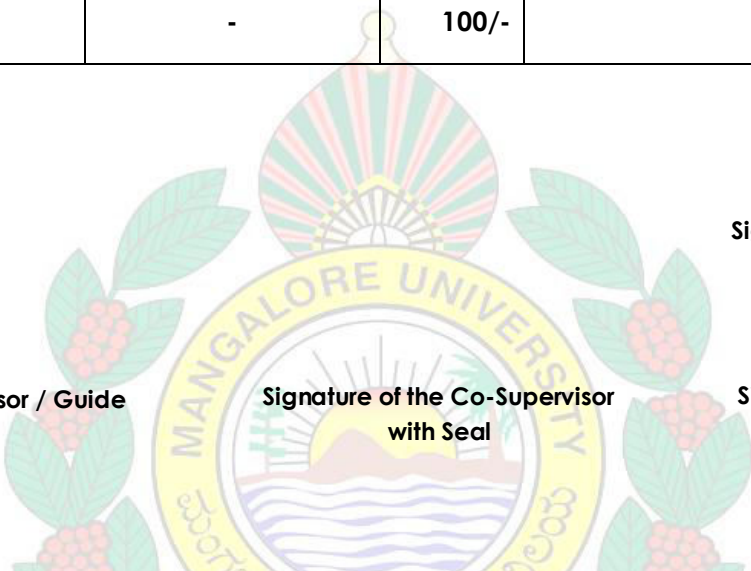 - 100/-
Si
MANGALORE UNIVERSITY
sor / Guide Signature of the Co-Supervisor S
with Seal